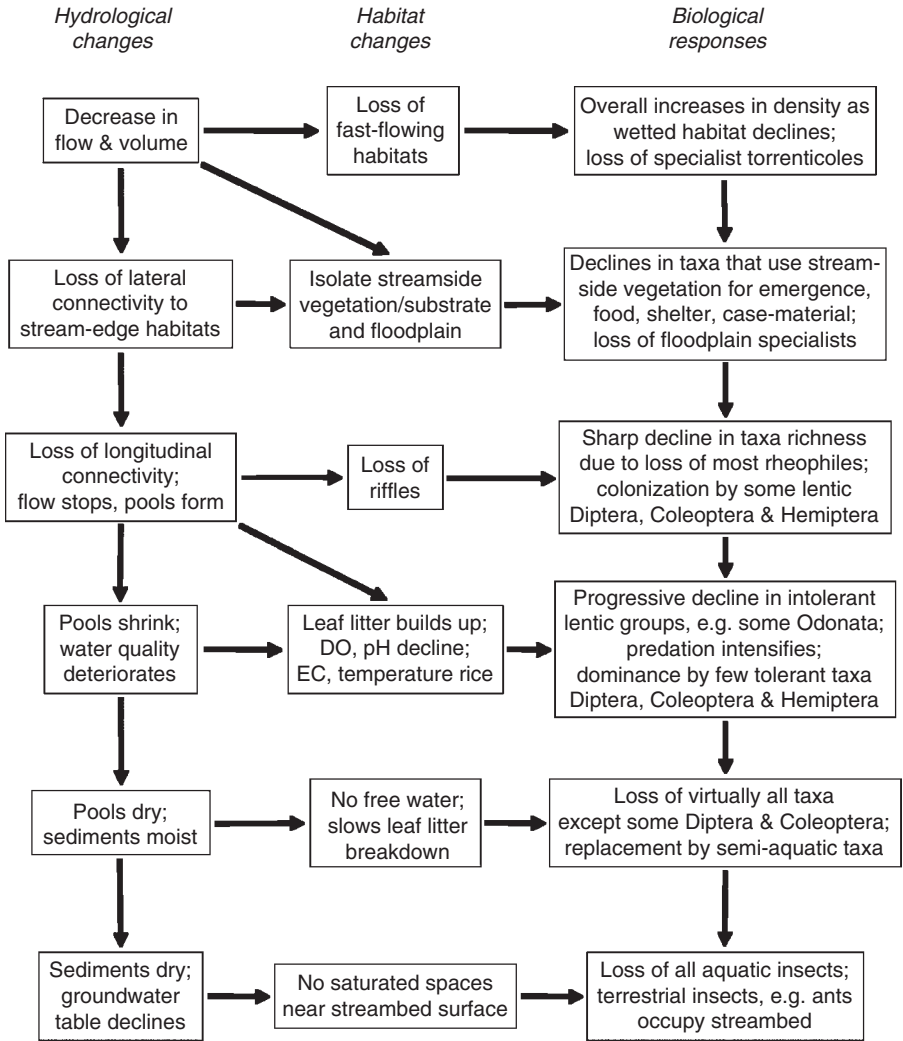 Hydrological
changes
Habitat
changes
Biological
responses
Decrease in
flow & volume
Loss of
fast-flowing
habitats
Overall increases in density as
wetted habitat declines;
loss of specialist torrenticoles
Loss of lateral
connectivity to
stream-edge habitats
Isolate streamside
vegetation/substrate
and floodplain
Declines in taxa that use stream-
side vegetation for emergence,
food, shelter, case-material;
loss of floodplain specialists
Loss of longitudinal
connectivity;
flow stops, pools form
Loss of
riffles
Sharp decline in taxa richness
due to loss of most rheophiles;
colonization by some lentic
Diptera, Coleoptera & Hemiptera
Pools shrink;
water quality
deteriorates
Leaf litter builds up;
DO, pH decline;
EC, temperature rice
Progressive decline in intolerant
lentic groups, e.g. some Odonata;
predation intensifies;
dominance by few tolerant taxa
Diptera, Coleoptera & Hemiptera
Pools dry;
sediments moist
No free water;
slows leaf litter
breakdown
Loss of virtually all taxa
except some Diptera & Coleoptera;
replacement by semi-aquatic taxa
Sediments dry;
groundwater
table declines
No saturated spaces
near streambed surface
Loss of all aquatic insects;
terrestrial insects, e.g. ants
occupy streambed